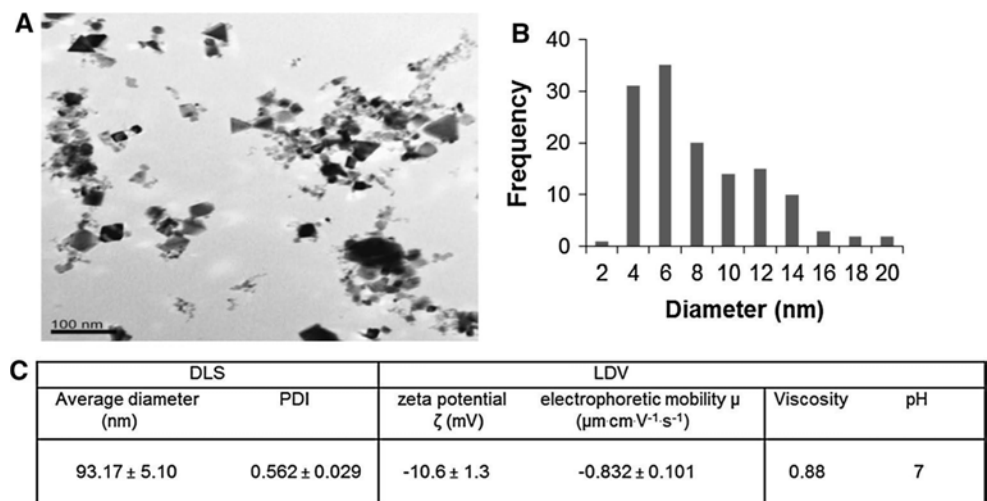 A
100 nm
B
Frequency
40
30
20
10
0
2 4 6 8 10 12 14 16 18 20
Diameter (nm)
C
DLS LDV
Average diameter (nm) PDI zeta potential ζ (mV) electrophoretic mobility μ (μm·cm·V⁻¹·s⁻¹) Viscosity pH
93.17 ± 5.10 0.562 ± 0.029 -10.6 ± 1.3 -0.832 ± 0.101 0.88 7